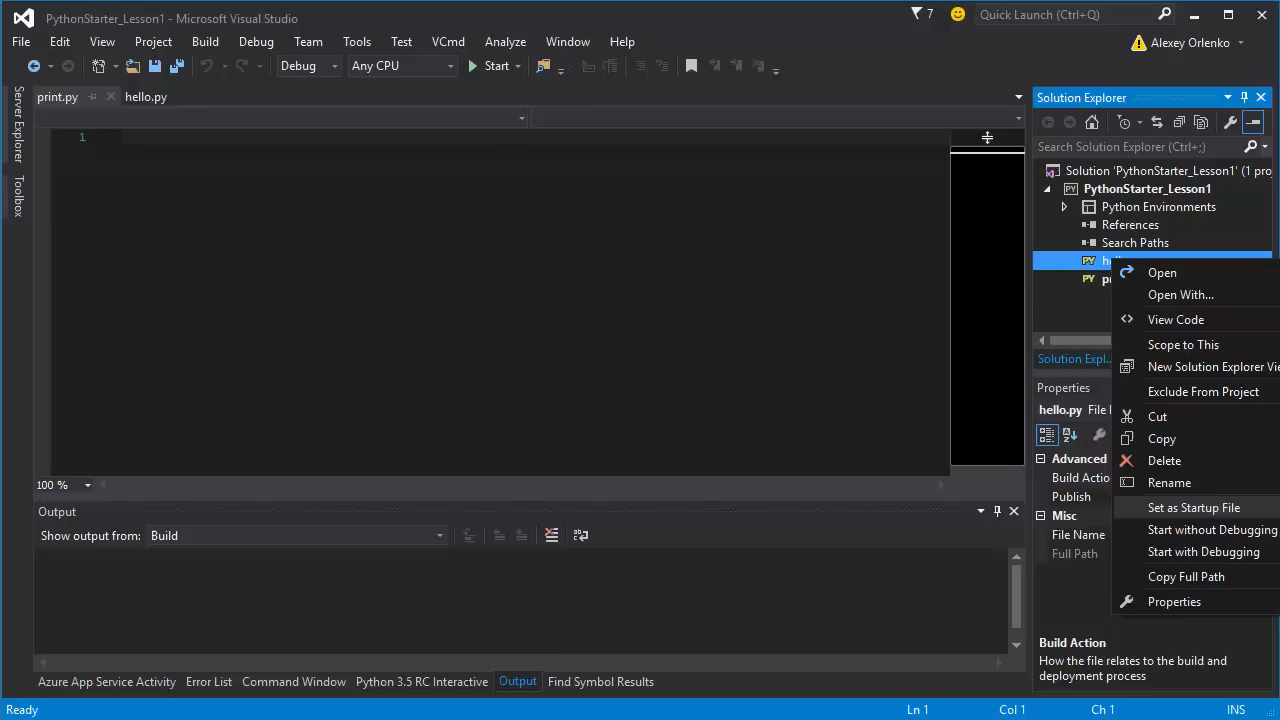 PythonStarter_Lesson1 - Microsoft Visual Studio
7
Quick Launch (Ctrl+Q)
File Edit View Project Build Debug Team Tools Test VCmd Analyze Window Help
Alexey Orlenko
Debug Any CPU Start
Server Explorer
Toolbox
print.py hello.py
1
100 %
Output
Show output from: Build
Azure App Service Activity Error List Command Window Python 3.5 RC Interactive Output Find Symbol Results
Solution Explorer
Search Solution Explorer (Ctrl+;)
Solution 'PythonStarter_Lesson1' (1 proj
PY PythonStarter_Lesson1
Python Environments
References
Search Paths
PY he
PY pr
Solution Expl...
Open
Open With...
View Code
Scope to This
New Solution Explorer Vie
Exclude From Project
Cut
Copy
Delete
Rename
Set as Startup File
Start without Debugging
Start with Debugging
Copy Full Path
Properties
Properties
hello.py File
Advanced
Build Actio
Publish
Misc
File Name
Full Path
Build Action
How the file relates to the build and
deployment process
Ready Ln 1 Col 1 Ch 1 INS